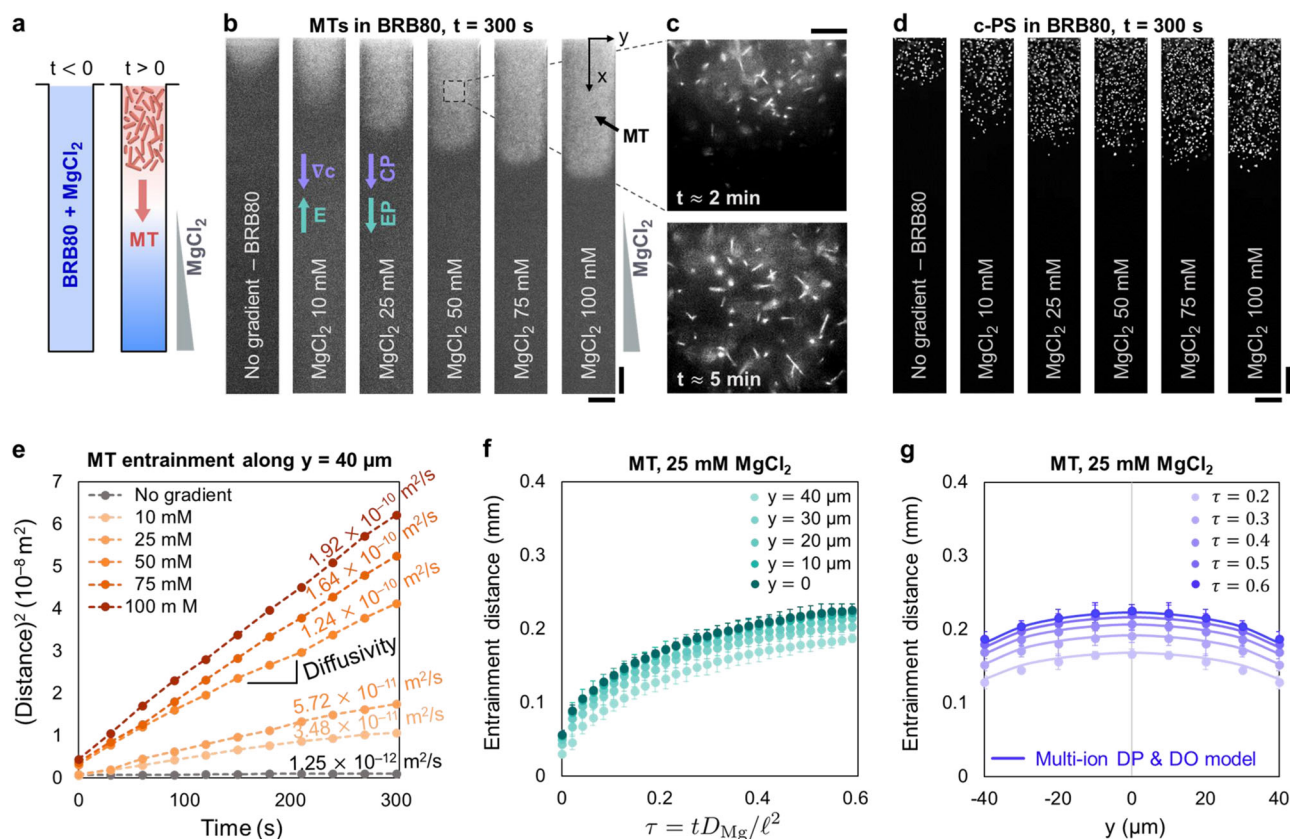 a
t < 0
t > 0
BRB80 + MgCl₂
MT
MgCl₂
b
MTs in BRB80, t = 300 s
No gradient – BRB80
MgCl₂ 10 mM
MgCl₂ 25 mM
MgCl₂ 50 mM
MgCl₂ 75 mM
MgCl₂ 100 mM
∇c
E
CP
EP
y
x
MT
MgCl₂
c
t ≈ 2 min
t ≈ 5 min
d
c-PS in BRB80, t = 300 s
No gradient – BRB80
MgCl₂ 10 mM
MgCl₂ 25 mM
MgCl₂ 50 mM
MgCl₂ 75 mM
MgCl₂ 100 mM
e
MT entrainment along y = 40 µm
(Distance)² (10⁻⁸ m²)
7
6
5
4
3
2
1
0
No gradient
10 mM
25 mM
50 mM
75 mM
100 m M
1.92 × 10⁻¹⁰ m²/s
1.64 × 10⁻¹⁰ m²/s
1.24 × 10⁻¹⁰ m²/s
Diffusivity
5.72 × 10⁻¹¹ m²/s
3.48 × 10⁻¹¹ m²/s
1.25 × 10⁻¹² m²/s
0 100 200 300
Time (s)
f
MT, 25 mM MgCl₂
Entrainment distance (mm)
0.4
0.3
0.2
0.1
0
y = 40 µm
y = 30 µm
y = 20 µm
y = 10 µm
y = 0
0 0.2 0.4 0.6
τ = tD_Mg/ℓ²
g
MT, 25 mM MgCl₂
Entrainment distance (mm)
0.4
0.3
0.2
0.1
0
τ = 0.2
τ = 0.3
τ = 0.4
τ = 0.5
τ = 0.6
Multi-ion DP & DO model
-40 -20 0 20 40
y (µm)